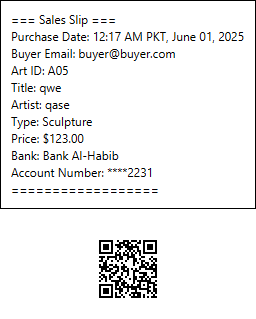 === Sales Slip ===
Purchase Date: 12:17 AM PKT, June 01, 2025
Buyer Email: buyer@buyer.com
Art ID: A05
Title: qwe
Artist: qase
Type: Sculpture
Price: $123.00
Bank: Bank Al-Habib
Account Number: ****2231
==================